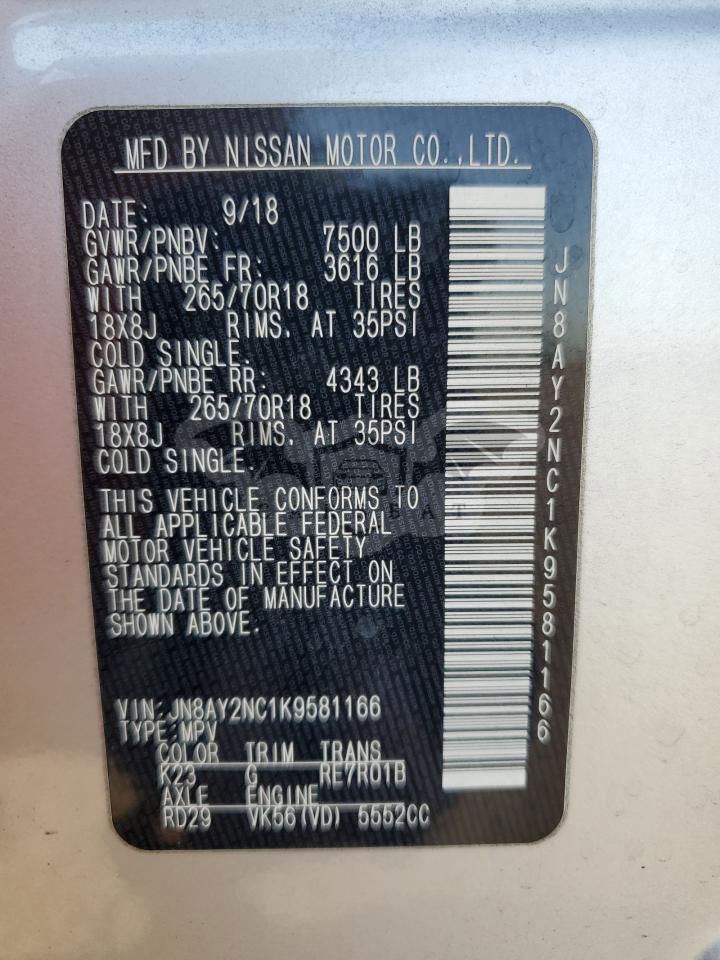 MFD BY NISSAN MOTOR CO.,LTD.
DATE: 9/18
GVWR/PNBV: 7500 LB
GAWR/PNBE FR: 3616 LB
WITH 265/70R18 TIRES
18X8J RIMS. AT 35PSI
COLD SINGLE.
GAWR/PNBE RR: 4343 LB
WITH 265/70R18 TIRES
18X8J RIMS. AT 35PSI
COLD SINGLE.
THIS VEHICLE CONFORMS TO
ALL APPLICABLE FEDERAL
MOTOR VEHICLE SAFETY
STANDARDS IN EFFECT ON
THE DATE OF MANUFACTURE
SHOWN ABOVE.
VIN:JN8AY2NC1K9581166
TYPE:MPV
COLOR TRIM TRANS
K23 G RE7R01B
AXLE ENGINE
RD29 VK56(VD) 5552CC
JN8AY2NC1K9581166